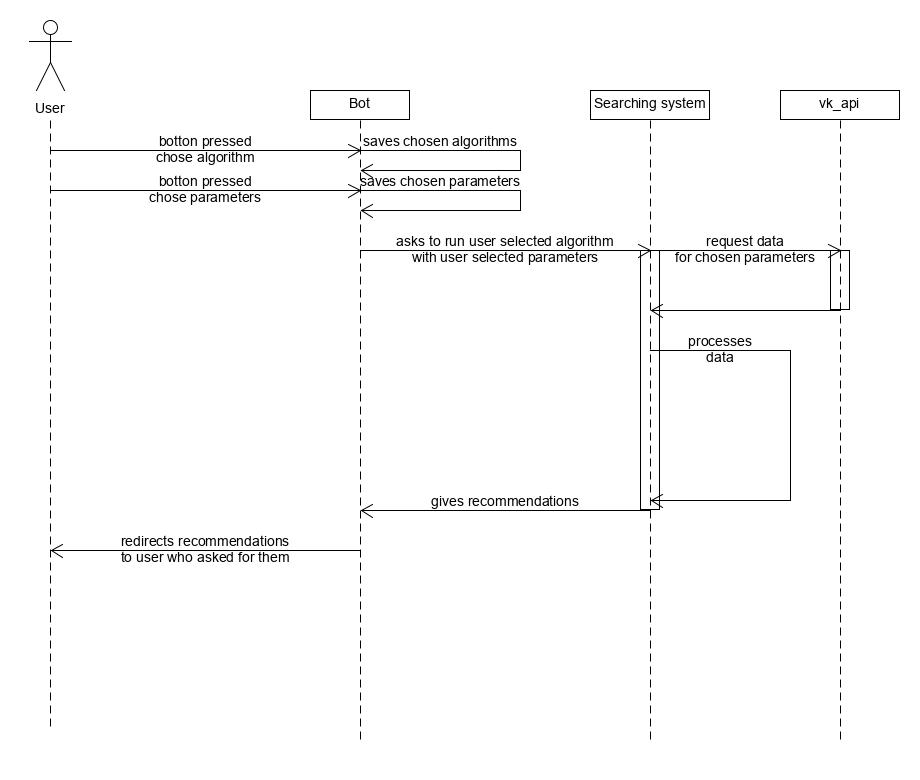 User
Bot
Searching system
vk_api
botton pressed
chose algorithm
saves chosen algorithms
botton pressed
chose parameters
saves chosen parameters
asks to run user selected algorithm
with user selected parameters
request data
for chosen parameters
processes
data
gives recommendations
redirects recommendations
to user who asked for them